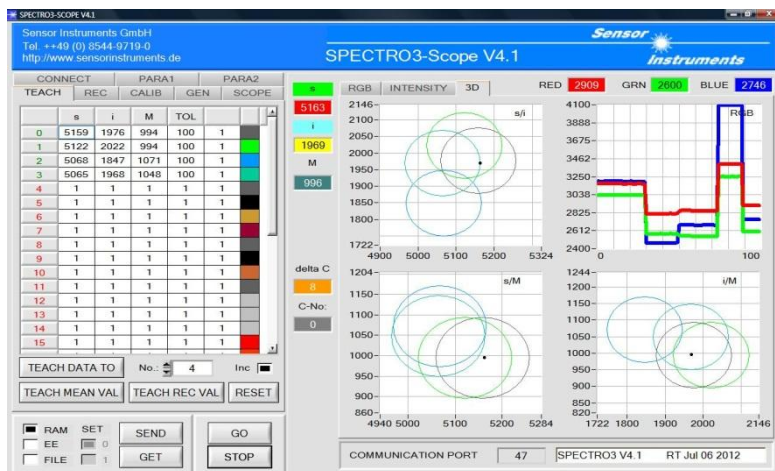 SPECTRO3-SCOPE V4.1
Sensor Instruments GmbH
Tel. ++49 (0) 8544-9719-0
http://www.sensorinstruments.de
SPECTRO3-Scope V4.1
Sensor Instruments
CONNECT PARA1 PARA2
TEACH REC CALIB GEN SCOPE
s i M TOL
0 5159 1976 994 100 1
1 5122 2022 994 100 1
2 5068 1847 1071 100 1
3 5065 1968 1048 100 1
4 1 1 1 1 1
5 1 1 1 1 1
6 1 1 1 1 1
7 1 1 1 1 1
8 1 1 1 1 1
9 1 1 1 1 1
10 1 1 1 1 1
11 1 1 1 1 1
12 1 1 1 1 1
13 1 1 1 1 1
14 1 1 1 1 1
15 1 1 1 1 1
TEACH DATA TO No.: 4 Inc
TEACH MEAN VAL TEACH REC VAL RESET
RAM SET SEND GO
EE 0
FILE 1 GET STOP
s
5163
i
1969
M
996
delta C
8
C-No:
0
RGB INTENSITY 3D RED 2909 GRN 2600 BLUE 2746
s/i
2146
2100
2050
2000
1950
1900
1850
1800
1722
4900 5000 5100 5200 5324
RGB
4100
3888
3675
3462
3250
3038
2825
2612
2400
0 100
s/M
1204
1150
1100
1050
1000
950
900
860
4940 5000 5100 5200 5284
i/M
1244
1200
1150
1100
1050
1000
950
900
850
820
1722 1800 1900 2000 2146
COMMUNICATION PORT 47 SPECTRO3 V4.1 RT Jul 06 2012